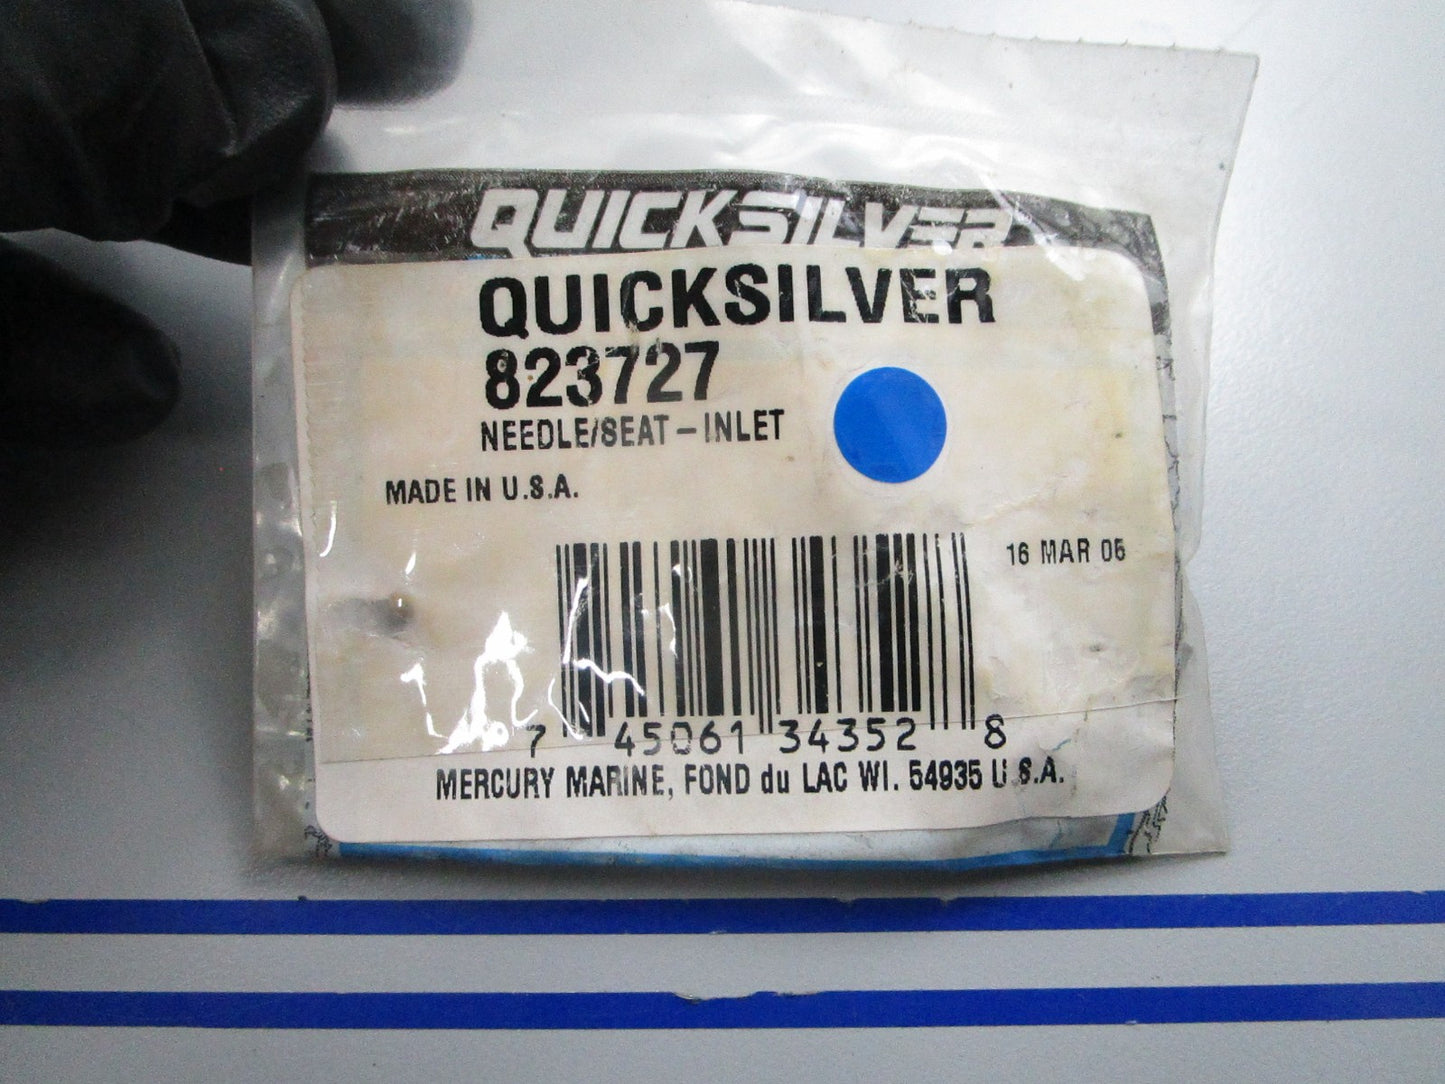 QUICKSILVER
QUICKSILVER
823727
NEEDLE/SEAT - INLET
MADE IN U.S.A.
16 MAR 06
7 45061 34352 8
MERCURY MARINE, FOND du LAC WI. 54935 U.S.A.